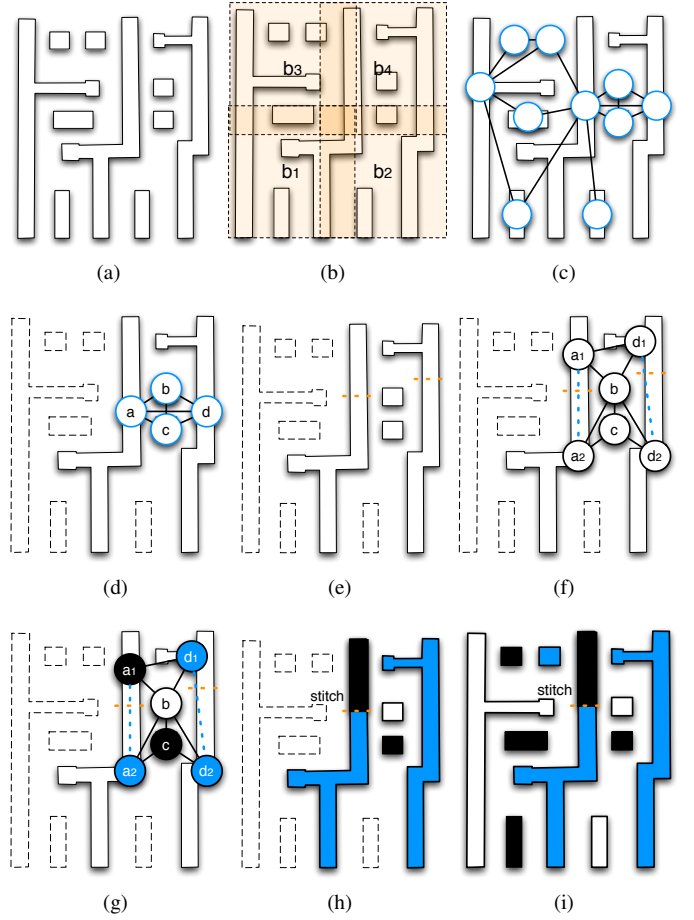 b3 b4
b1 b2
(a) (b) (c)
a b c d
(d) (e)
a1 d1
b
c
a2 d2
(f)
a1 d1
b
c
a2 d2
(g)
stitch
(h)
stitch
(i)